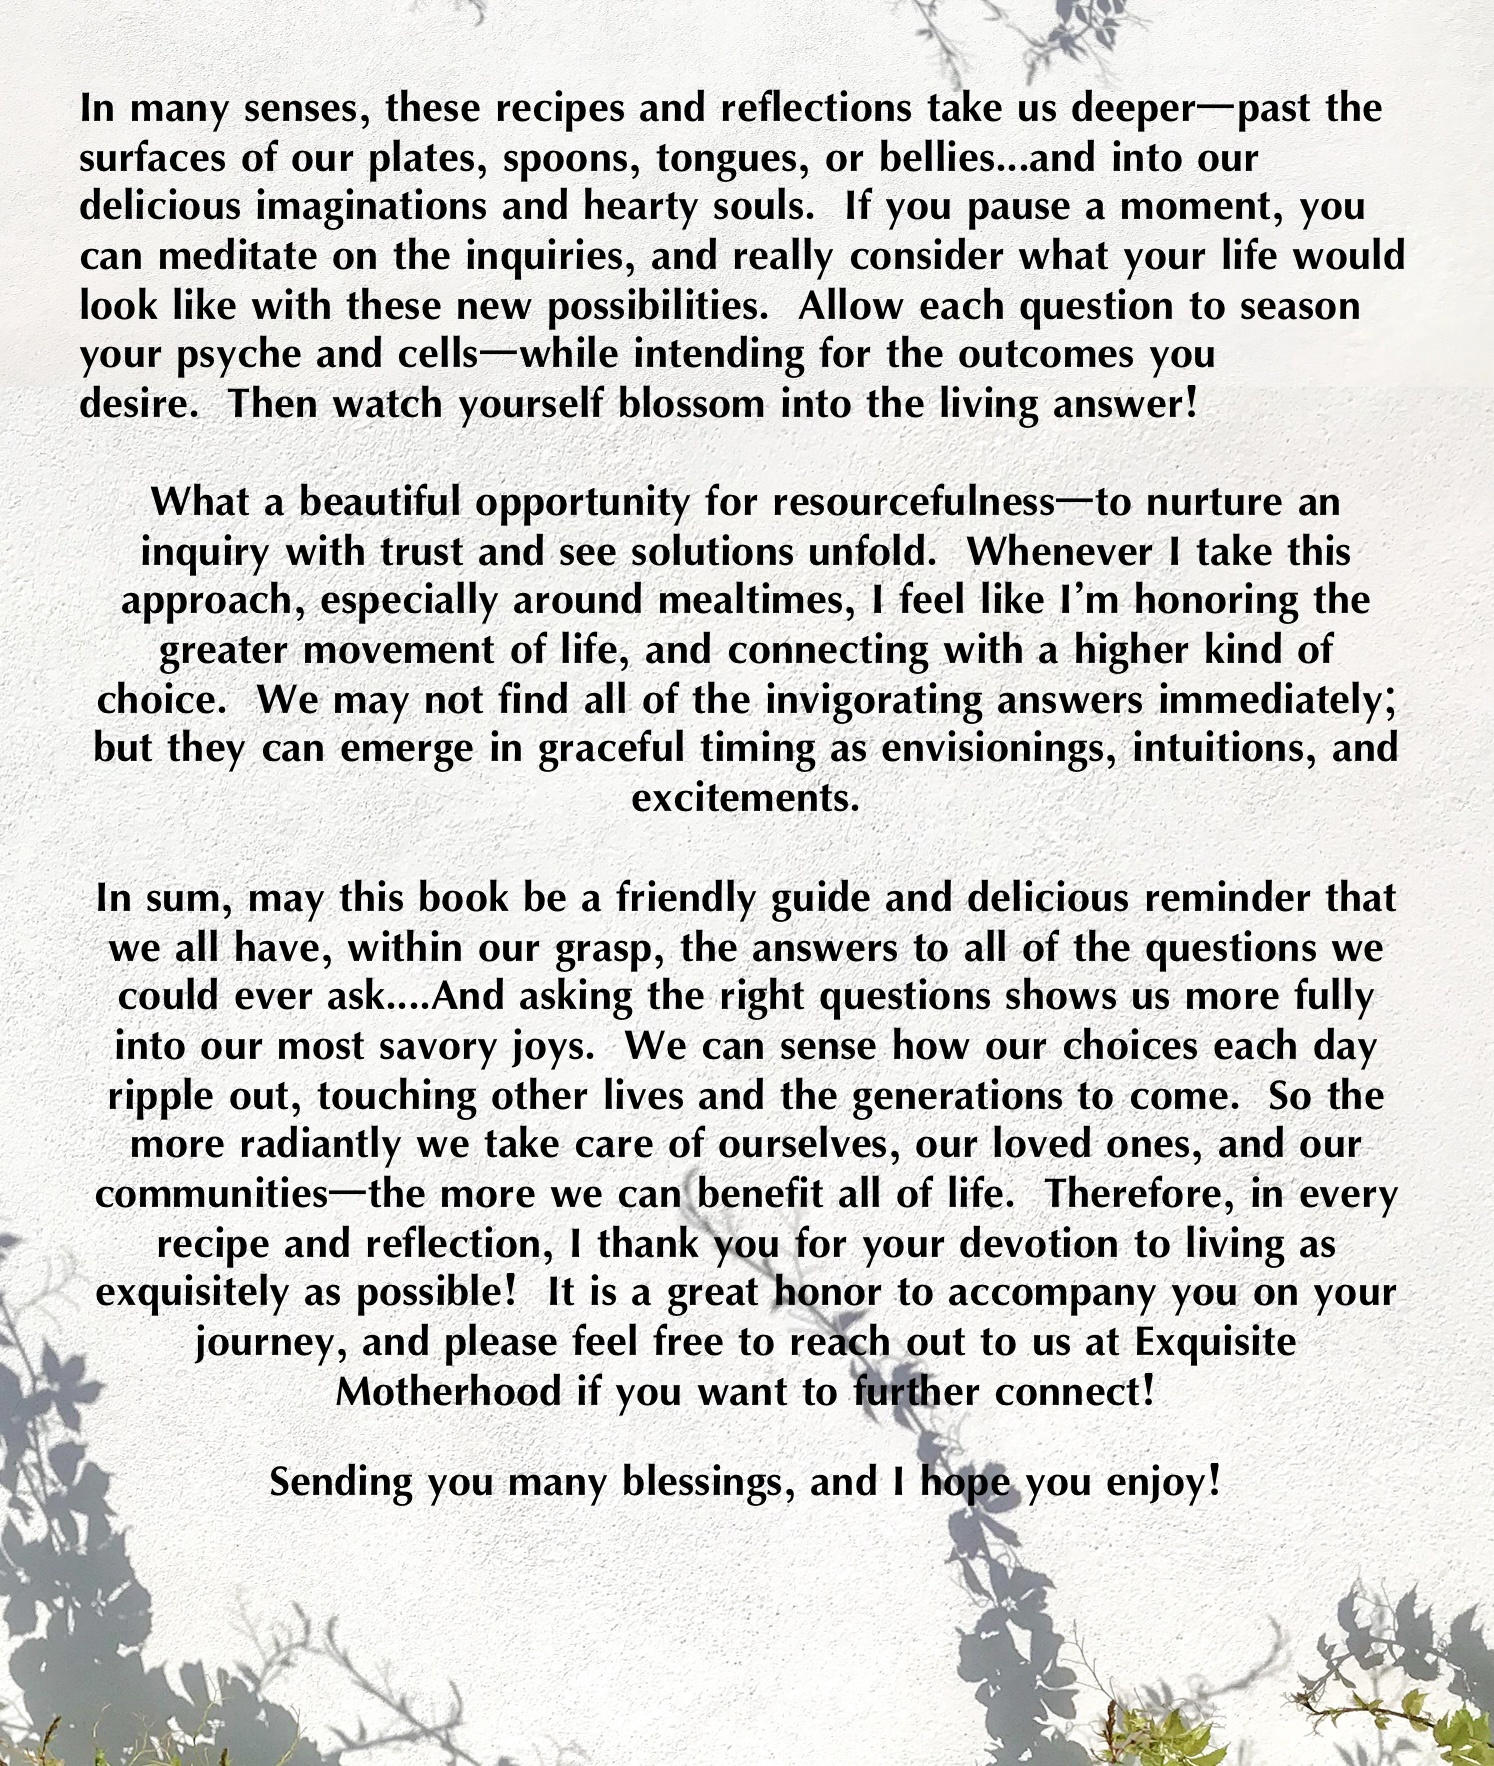 In many senses, these recipes and reflections take us deeper—past the
surfaces of our plates, spoons, tongues, or bellies...and into our
delicious imaginations and hearty souls.  If you pause a moment, you
can meditate on the inquiries, and really consider what your life would
look like with these new possibilities.  Allow each question to season
your psyche and cells—while intending for the outcomes you
desire.  Then watch yourself blossom into the living answer!
What a beautiful opportunity for resourcefulness—to nurture an
inquiry with trust and see solutions unfold.  Whenever I take this
approach, especially around mealtimes, I feel like I’m honoring the
greater movement of life, and connecting with a higher kind of
choice.  We may not find all of the invigorating answers immediately;
but they can emerge in graceful timing as envisionings, intuitions, and
excitements.
In sum, may this book be a friendly guide and delicious reminder that
we all have, within our grasp, the answers to all of the questions we
could ever ask....And asking the right questions shows us more fully
into our most savory joys.  We can sense how our choices each day
ripple out, touching other lives and the generations to come.  So the
more radiantly we take care of ourselves, our loved ones, and our
communities—the more we can benefit all of life.  Therefore, in every
recipe and reflection, I thank you for your devotion to living as
exquisitely as possible!  It is a great honor to accompany you on your
journey, and please feel free to reach out to us at Exquisite
Motherhood if you want to further connect!
Sending you many blessings, and I hope you enjoy!